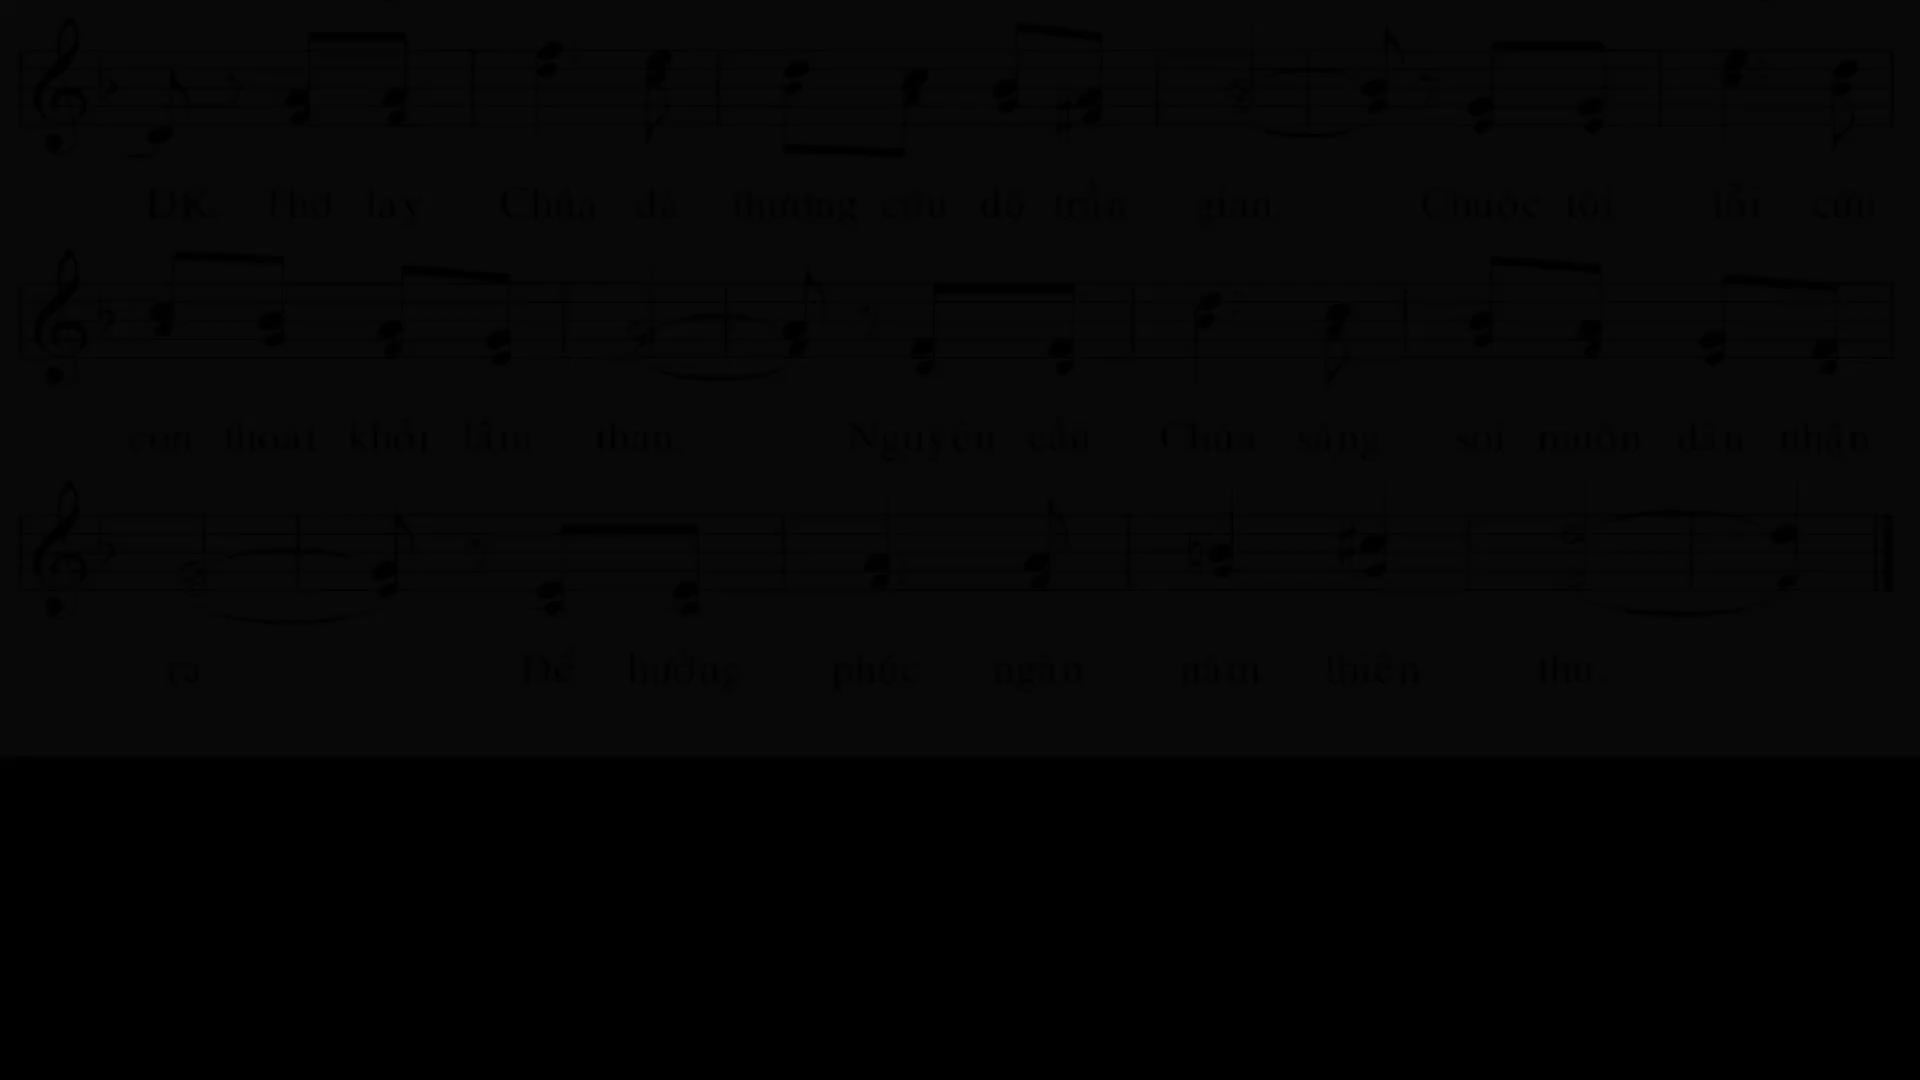 ĐK. Thờ lạy Chúa đã thương cứu độ trần gian. Chuộc tội lỗi cứu
con thoát khỏi lầm than. Nguyện cầu Chúa sáng soi muôn dân nhận
ra Để hưởng phúc ngàn năm thiên thu.